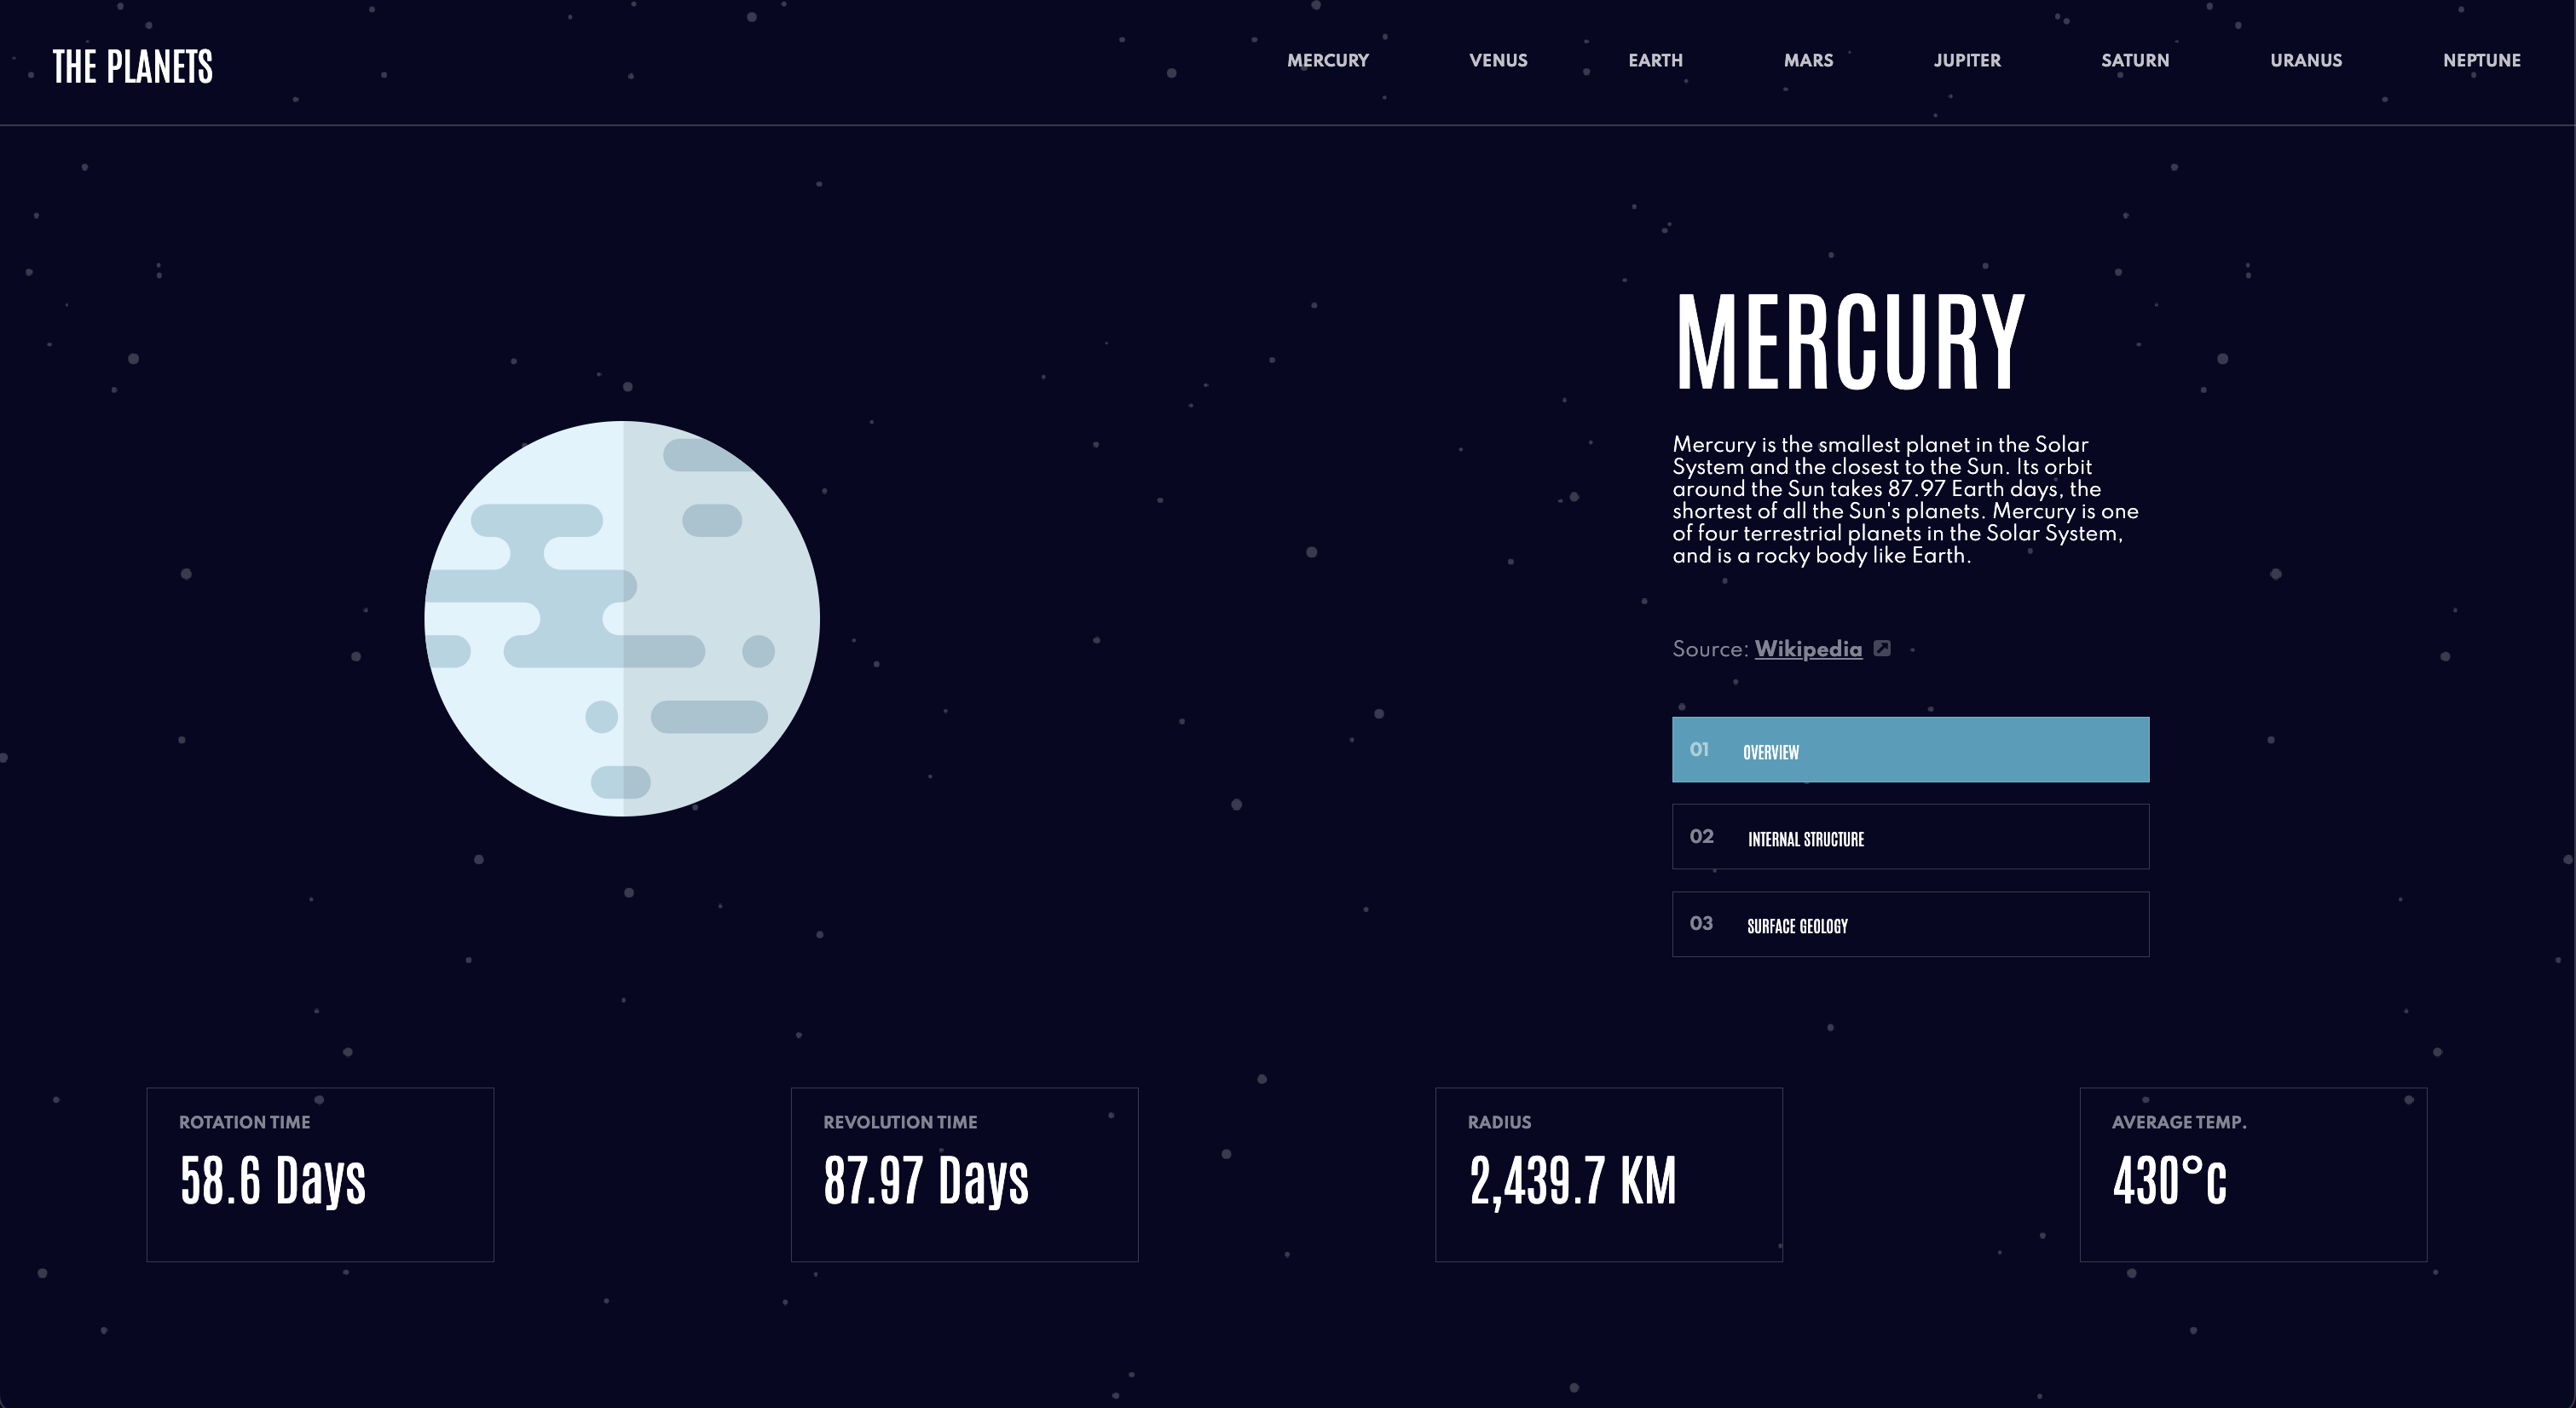 THE PLANETS
MERCURY VENUS EARTH MARS JUPITER SATURN URANUS NEPTUNE
MERCURY
Mercury is the smallest planet in the Solar
System and the closest to the Sun. Its orbit
around the Sun takes 87.97 Earth days, the
shortest of all the Sun's planets. Mercury is one
of four terrestrial planets in the Solar System,
and is a rocky body like Earth.
Source: Wikipedia
01 OVERVIEW
02 INTERNAL STRUCTURE
03 SURFACE GEOLOGY
ROTATION TIME
58.6 Days
REVOLUTION TIME
87.97 Days
RADIUS
2,439.7 KM
AVERAGE TEMP.
430°c